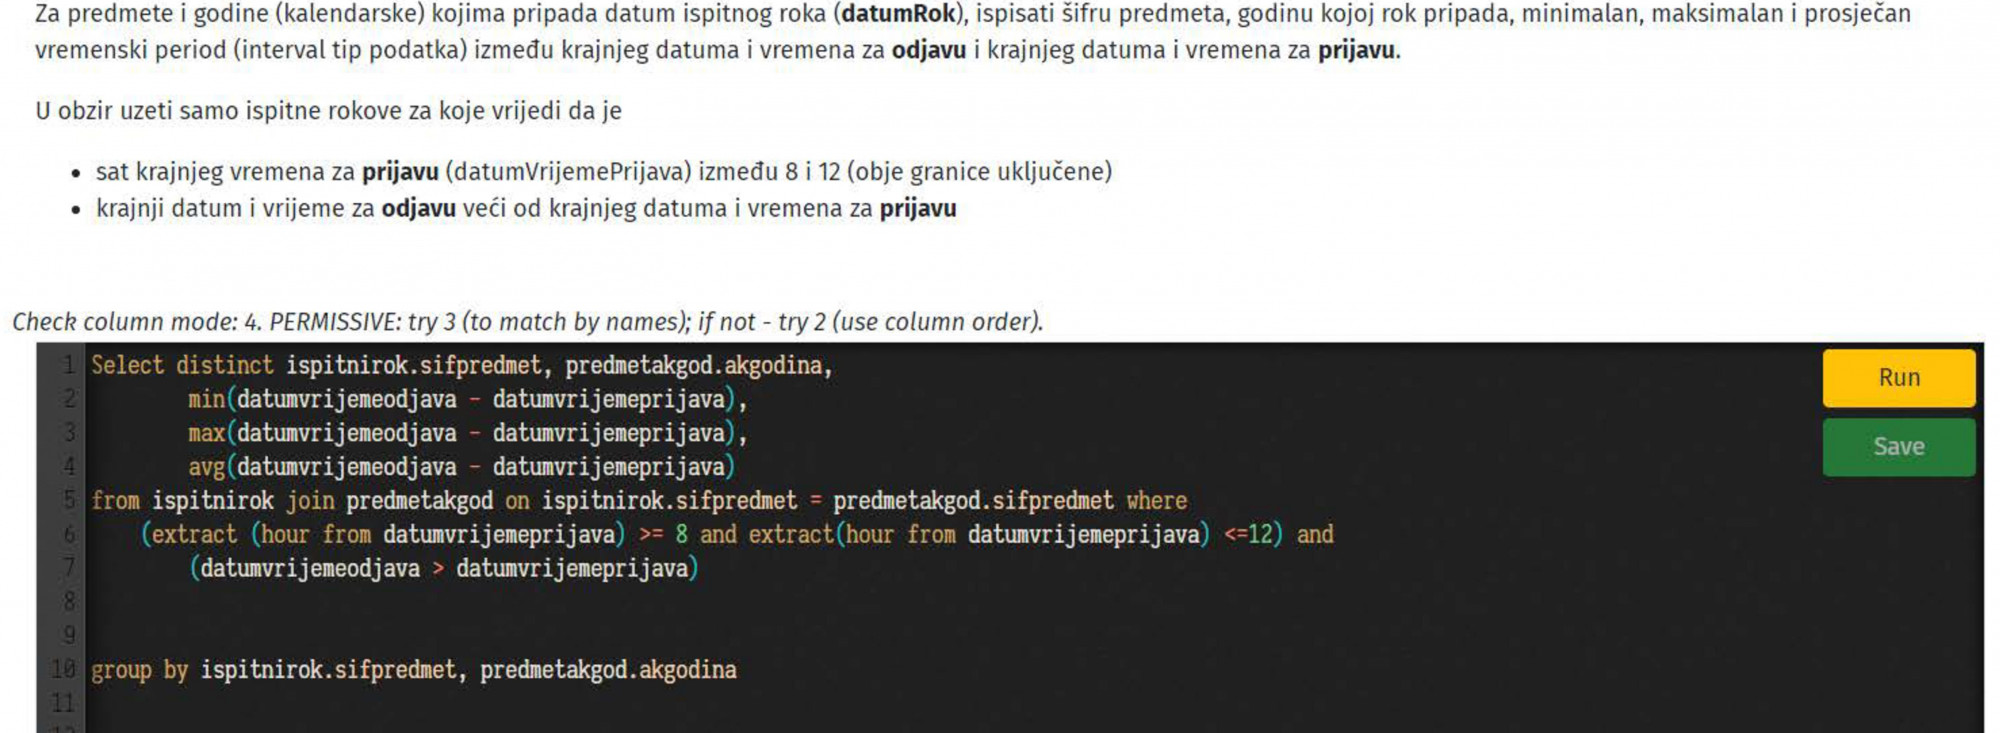 Za predmete i godine (kalendarske) kojima pripada datum ispitnog roka (datumRok), ispisati šifru predmeta, godinu kojoj rok pripada, minimalan, maksimalan i prosječan
vremenski period (interval tip podatka) između krajnjeg datuma i vremena za odjavu i krajnjeg datuma i vremena za prijavu.
U obzir uzeti samo ispitne rokove za koje vrijedi da je
• sat krajnjeg vremena za prijavu (datumVrijemePrijava) između 8 i 12 (obje granice uključene)
• krajnji datum i vrijeme za odjavu veći od krajnjeg datuma i vremena za prijavu
Check column mode: 4. PERMISSIVE: try 3 (to match by names); if not - try 2 (use column order).
1 Select distinct ispitnirok.sifpredmet, predmetakgod.akgodina,
2 min(datumvrijemeodjava - datumvrijemeprijava),
3 max(datumvrijemeodjava - datumvrijemeprijava),
4 avg(datumvrijemeodjava - datumvrijemeprijava)
5 from ispitnirok join predmetakgod on ispitnirok.sifpredmet = predmetakgod.sifpredmet where
6 (extract (hour from datumvrijemeprijava) >= 8 and extract(hour from datumvrijemeprijava) <=12) and
7 (datumvrijemeodjava > datumvrijemeprijava)
8
9
10 group by ispitnirok.sifpredmet, predmetakgod.akgodina
11
Run
Save